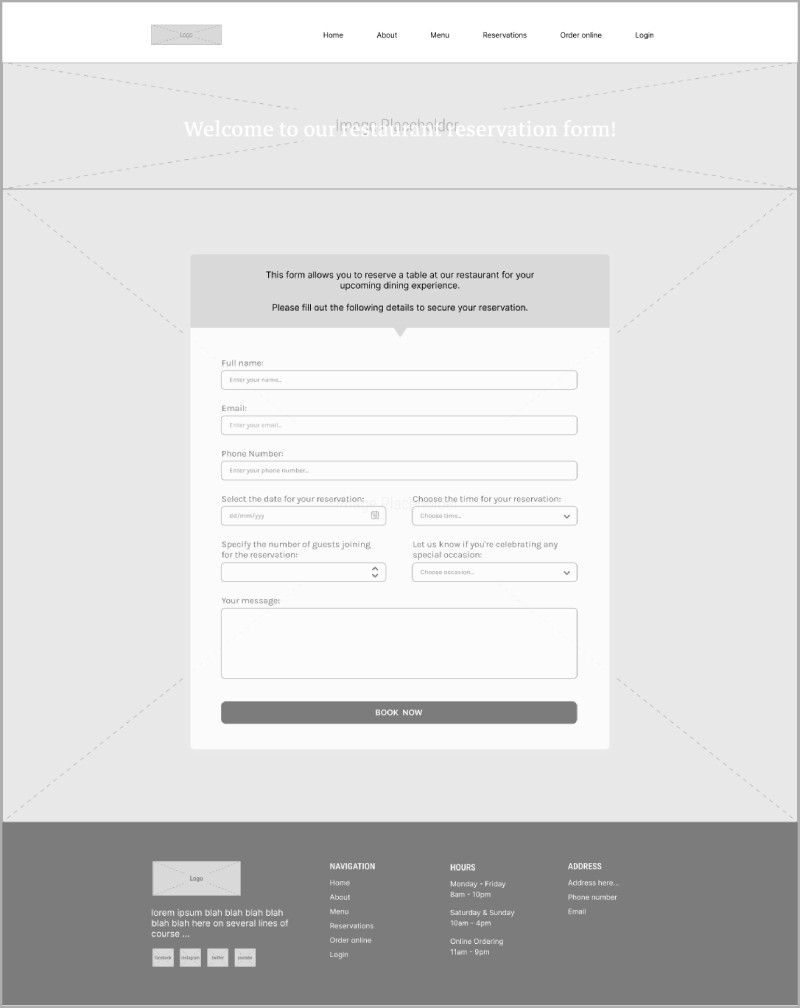 Logo
Home About Menu Reservations Order online Login
Image Placeholder
Welcome to our restaurant reservation form!
This form allows you to reserve a table at our restaurant for your
upcoming dining experience.
Please fill out the following details to secure your reservation.
Full name:
Enter your name...
Email:
Enter your email...
Phone Number:
Enter your phone number...
Select the date for your reservation:
dd/mm/yyy
Choose the time for your reservation:
Choose time...
Specify the number of guests joining
for the reservation:
Let us know if you're celebrating any
special occasion:
Choose occasion...
Your message:
BOOK NOW
Logo
lorem ipsum blah blah blah blah
blah blah here on several lines of
course ...
facebook instagram twitter youtube
NAVIGATION
Home
About
Menu
Reservations
Order online
Login
HOURS
Monday - Friday
8am - 10pm
Saturday & Sunday
10am - 4pm
Online Ordering
11am - 9pm
ADDRESS
Address here...
Phone number
Email